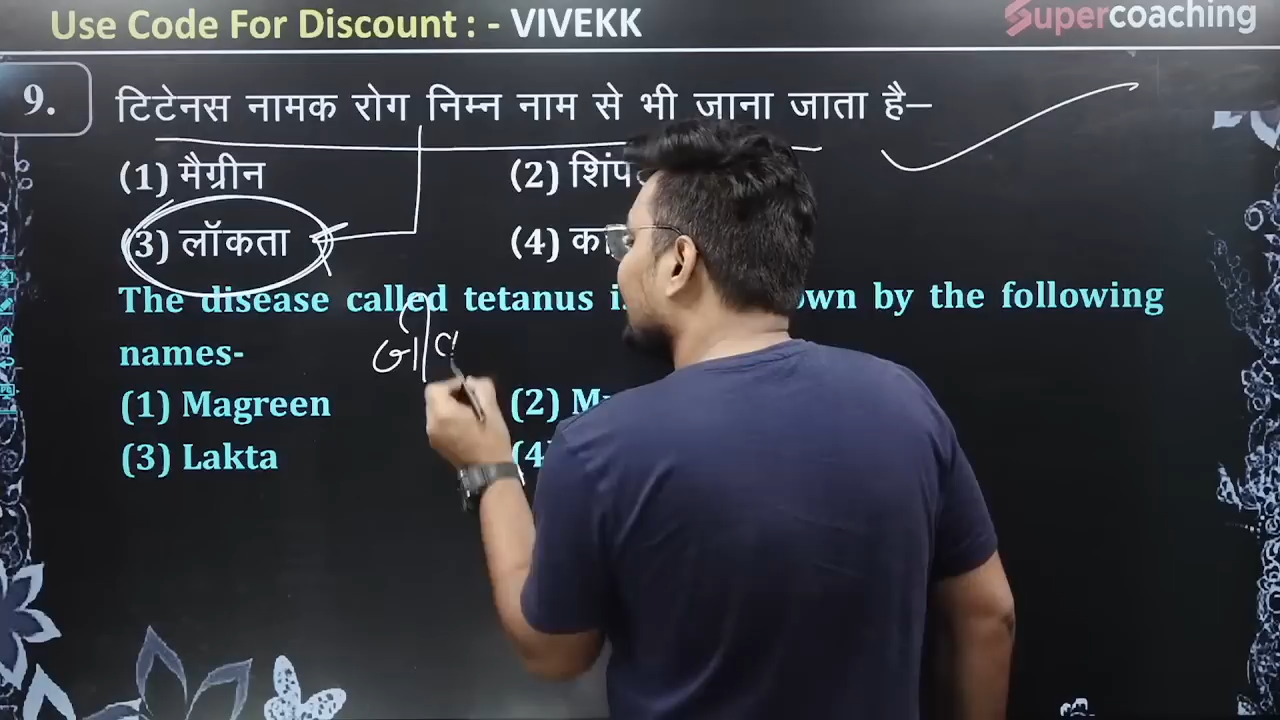 Use Code For Discount : - VIVEKK
Supercoaching
9. टिटेनस नामक रोग निम्न नाम से भी जाना जाता है–
(1) मैग्रीन (2)
(3) लॉकता (4)
The disease called tetanus by the following
names-
(1) Magreen (2)
(3) Lakta (4)